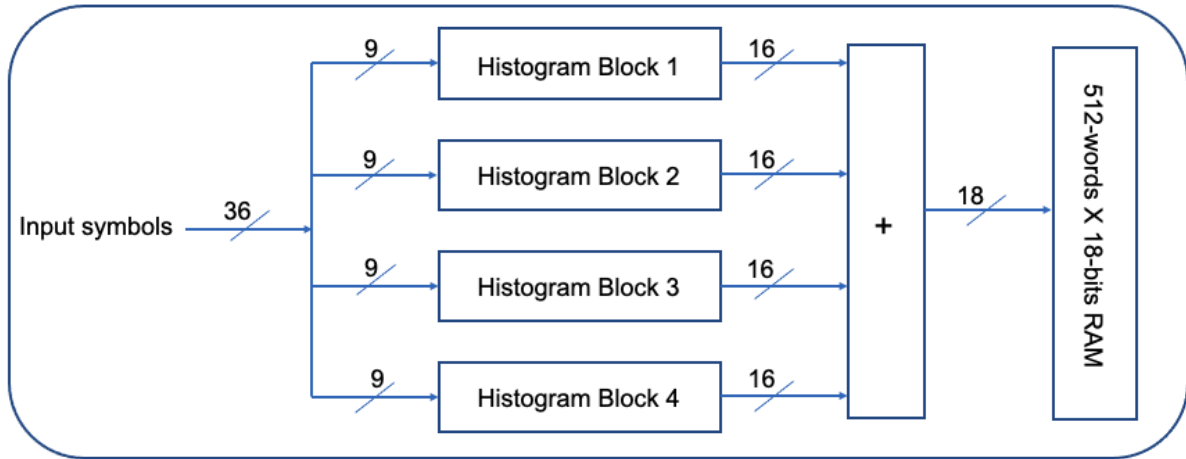 9
Histogram Block 1
16
9
Histogram Block 2
16
Input symbols
36
+
18
512-words X 18-bits RAM
9
Histogram Block 3
16
9
Histogram Block 4
16